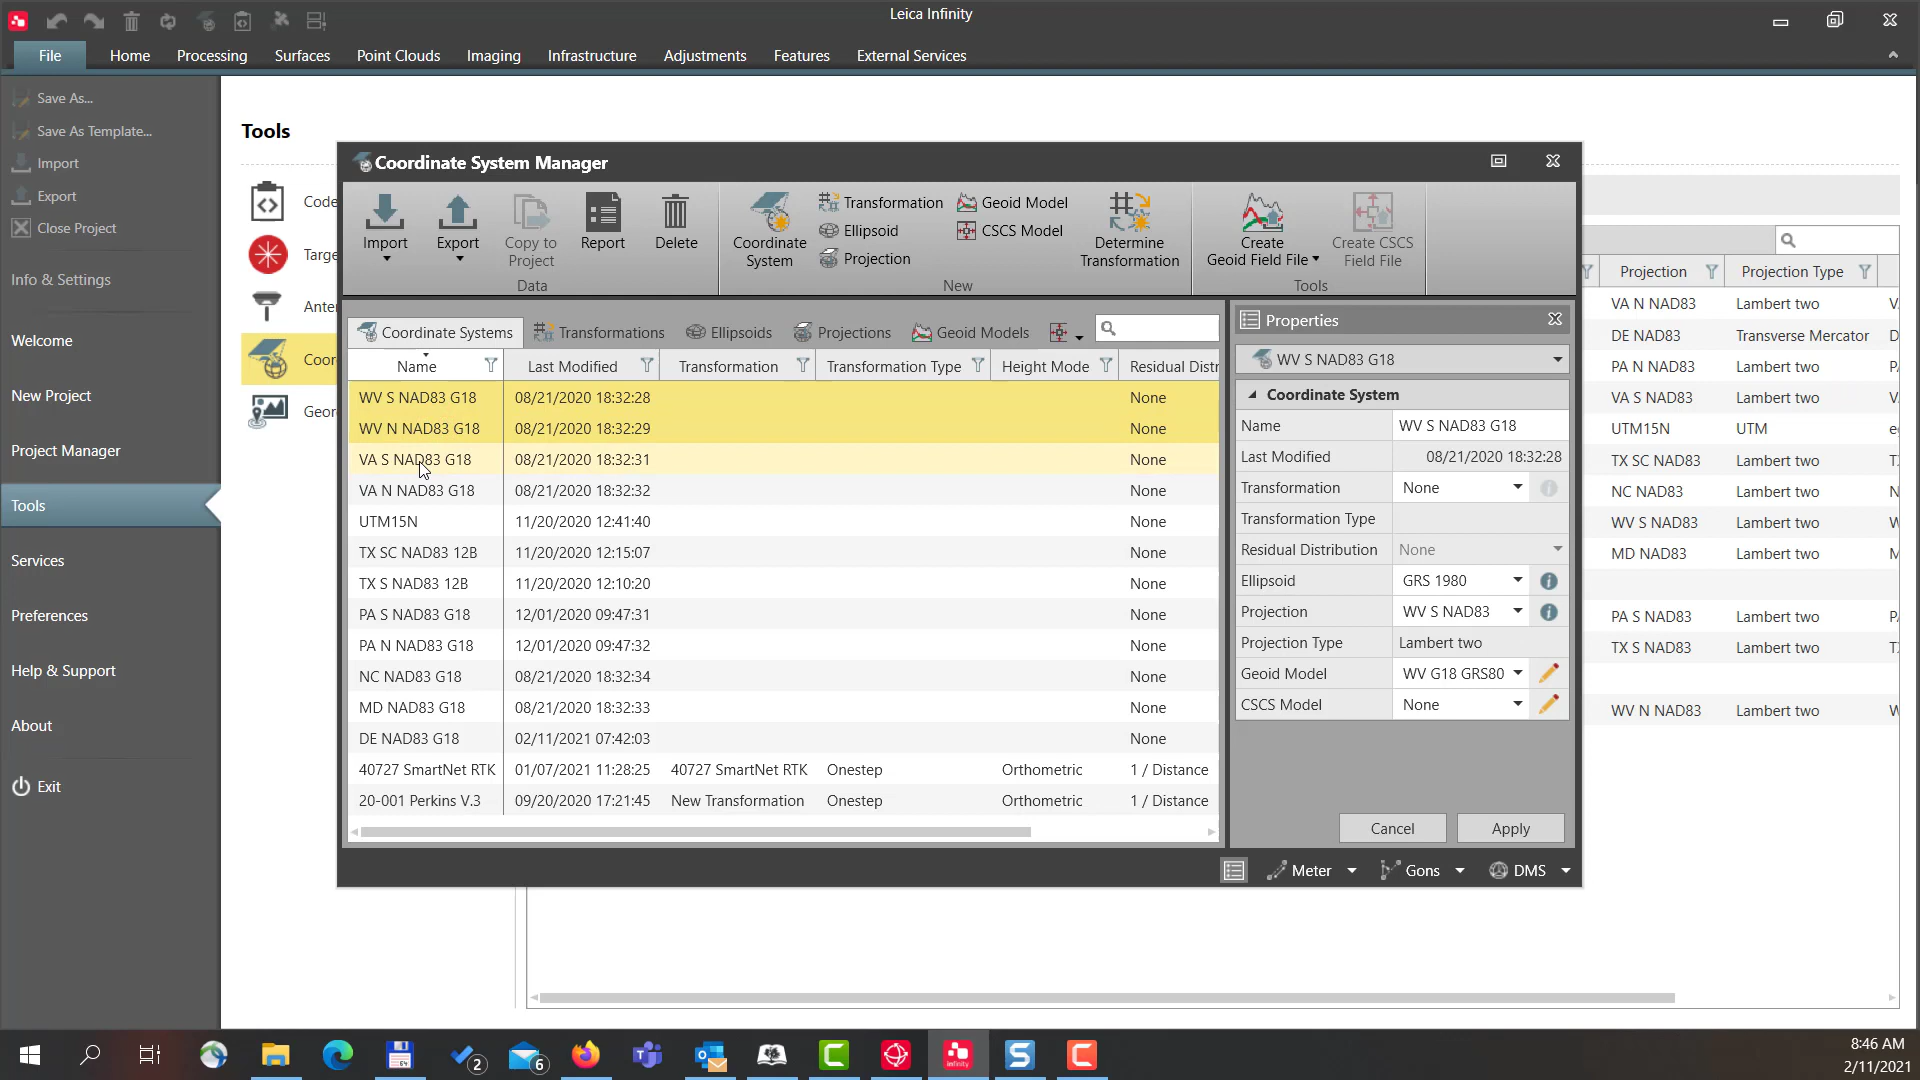 Leica Infinity
File
Home
Processing
Surfaces
Point Clouds
Imaging
Infrastructure
Adjustments
Features
External Services
Save As...
Save As Template...
Import
Export
Close Project
Info & Settings
Welcome
New Project
Project Manager
Tools
Services
Preferences
Help & Support
About
Exit
Tools
Code
Targe
Anter
Coor
Geor
Coordinate System Manager
Import
Export
Copy to
Project
Report
Delete
Data
Coordinate
System
Transformation
Ellipsoid
Projection
Geoid Model
CSCS Model
Determine
Transformation
New
Create
Geoid Field File
Create CSCS
Field File
Tools
Coordinate Systems
Transformations
Ellipsoids
Projections
Geoid Models
Name Last Modified Transformation Transformation Type Height Mode Residual Distr
WV S NAD83 G18 08/21/2020 18:32:28 None
WV N NAD83 G18 08/21/2020 18:32:29 None
VA S NAD83 G18 08/21/2020 18:32:31 None
VA N NAD83 G18 08/21/2020 18:32:32 None
UTM15N 11/20/2020 12:41:40 None
TX SC NAD83 12B 11/20/2020 12:15:07 None
TX S NAD83 12B 11/20/2020 12:10:20 None
PA S NAD83 G18 12/01/2020 09:47:31 None
PA N NAD83 G18 12/01/2020 09:47:32 None
NC NAD83 G18 08/21/2020 18:32:34 None
MD NAD83 G18 08/21/2020 18:32:33 None
DE NAD83 G18 02/11/2021 07:42:03 None
40727 SmartNet RTK 01/07/2021 11:28:25 40727 SmartNet RTK Onestep Orthometric 1 / Distance
20-001 Perkins V.3 09/20/2020 17:21:45 New Transformation Onestep Orthometric 1 / Distance
Properties
WV S NAD83 G18
Coordinate System
Name WV S NAD83 G18
Last Modified 08/21/2020 18:32:28
Transformation None
Transformation Type
Residual Distribution None
Ellipsoid GRS 1980
Projection WV S NAD83
Projection Type Lambert two
Geoid Model WV G18 GRS80
CSCS Model None
Cancel
Apply
Meter
Gons
DMS
Projection Projection Type
VA N NAD83 Lambert two V
DE NAD83 Transverse Mercator D
PA N NAD83 Lambert two P
VA S NAD83 Lambert two V
UTM15N UTM e
TX SC NAD83 Lambert two T
NC NAD83 Lambert two N
WV S NAD83 Lambert two W
MD NAD83 Lambert two M
PA S NAD83 Lambert two P
TX S NAD83 Lambert two T
WV N NAD83 Lambert two W
2
6
Infinity
8:46 AM
2/11/2021